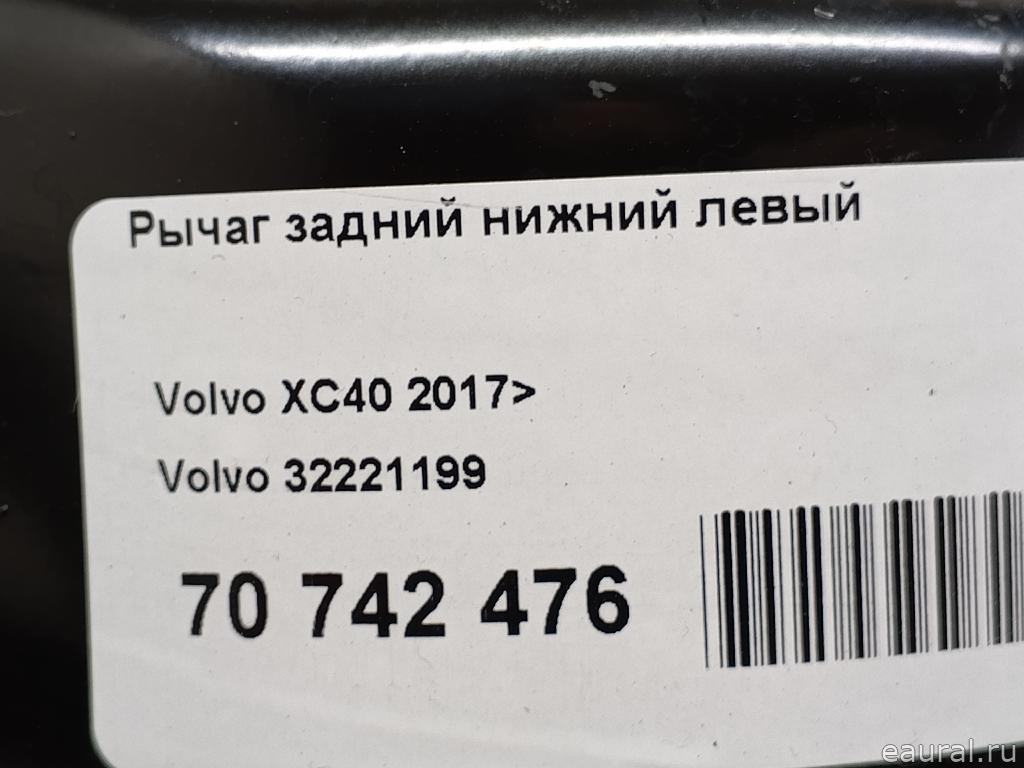 Рычаг задний нижний левый
Volvo XC40 2017>
Volvo 32221199
70 742 476
eaural.ru